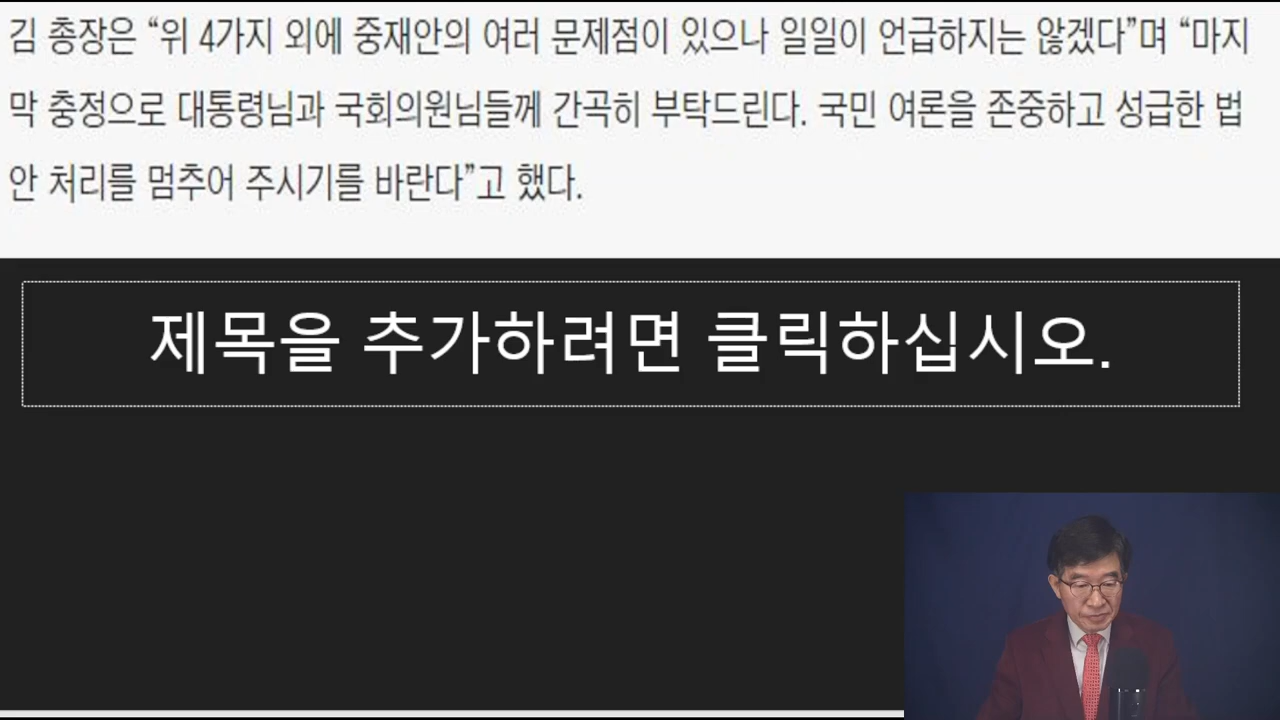 김 총장은 “위 4가지 외에 중재안의 여러 문제점이 있으나 일일이 언급하지는 않겠다”며 “마지
막 충정으로 대통령님과 국회의원님들께 간곡히 부탁드린다. 국민 여론을 존중하고 성급한 법
안 처리를 멈추어 주시기를 바란다”고 했다.
제목을 추가하려면 클릭하십시오.